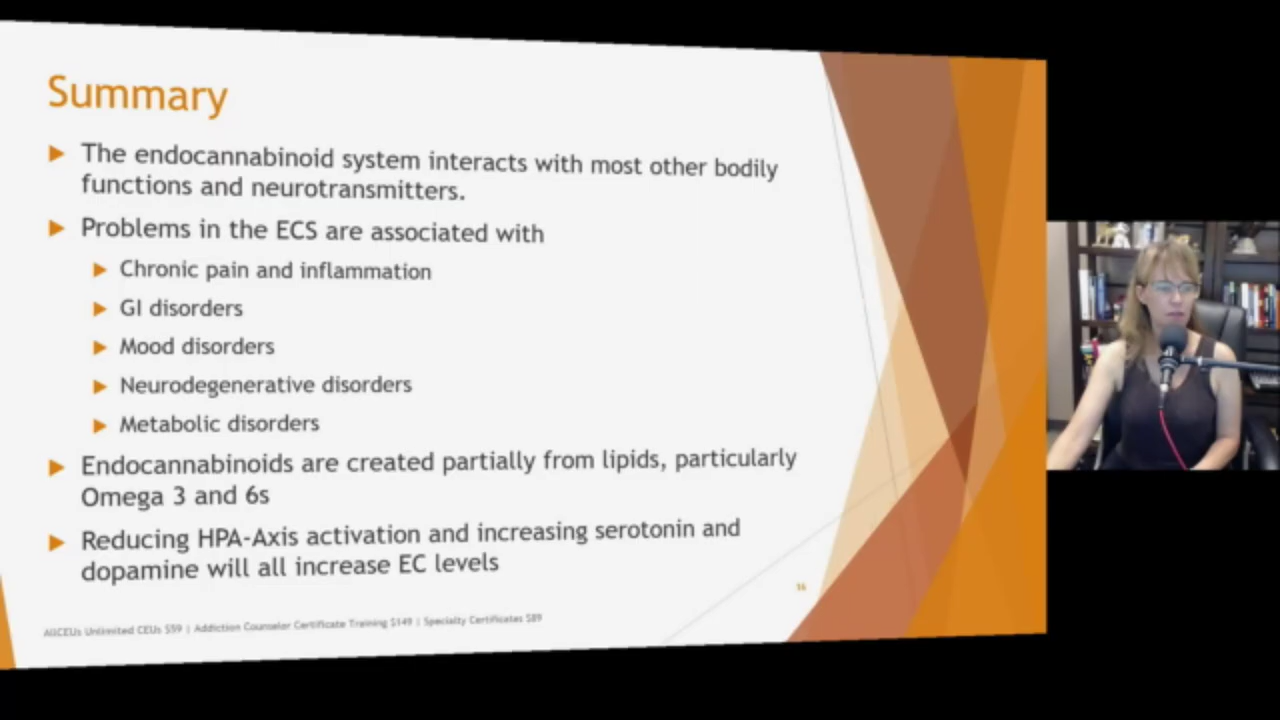 Summary
The endocannabinoid system interacts with most other bodily
functions and neurotransmitters.
Problems in the ECS are associated with
Chronic pain and inflammation
GI disorders
Mood disorders
Neurodegenerative disorders
Metabolic disorders
Endocannabinoids are created partially from lipids, particularly
Omega 3 and 6s
Reducing HPA-Axis activation and increasing serotonin and
dopamine will all increase EC levels
AllCEUs Unlimited CEUs $59 | Addiction Counselor Certificate Training $149 | Specialty Certificates $89